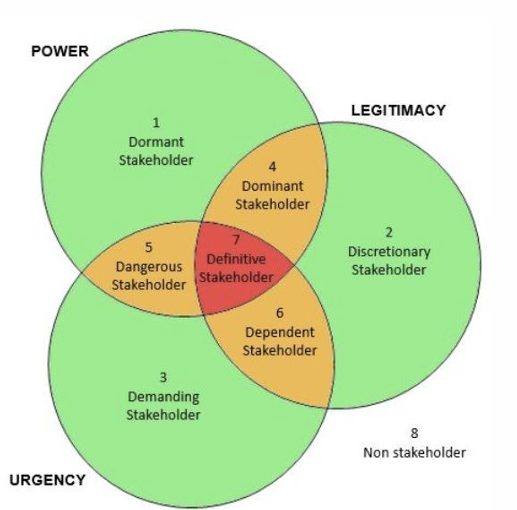 POWER
LEGITIMACY
1
Dormant
Stakeholder
4
Dominant
Stakeholder
2
Discretionary
Stakeholder
5
Dangerous
Stakeholder
7
Definitive
Stakeholder
6
Dependent
Stakeholder
3
Demanding
Stakeholder
8
Non stakeholder
URGENCY